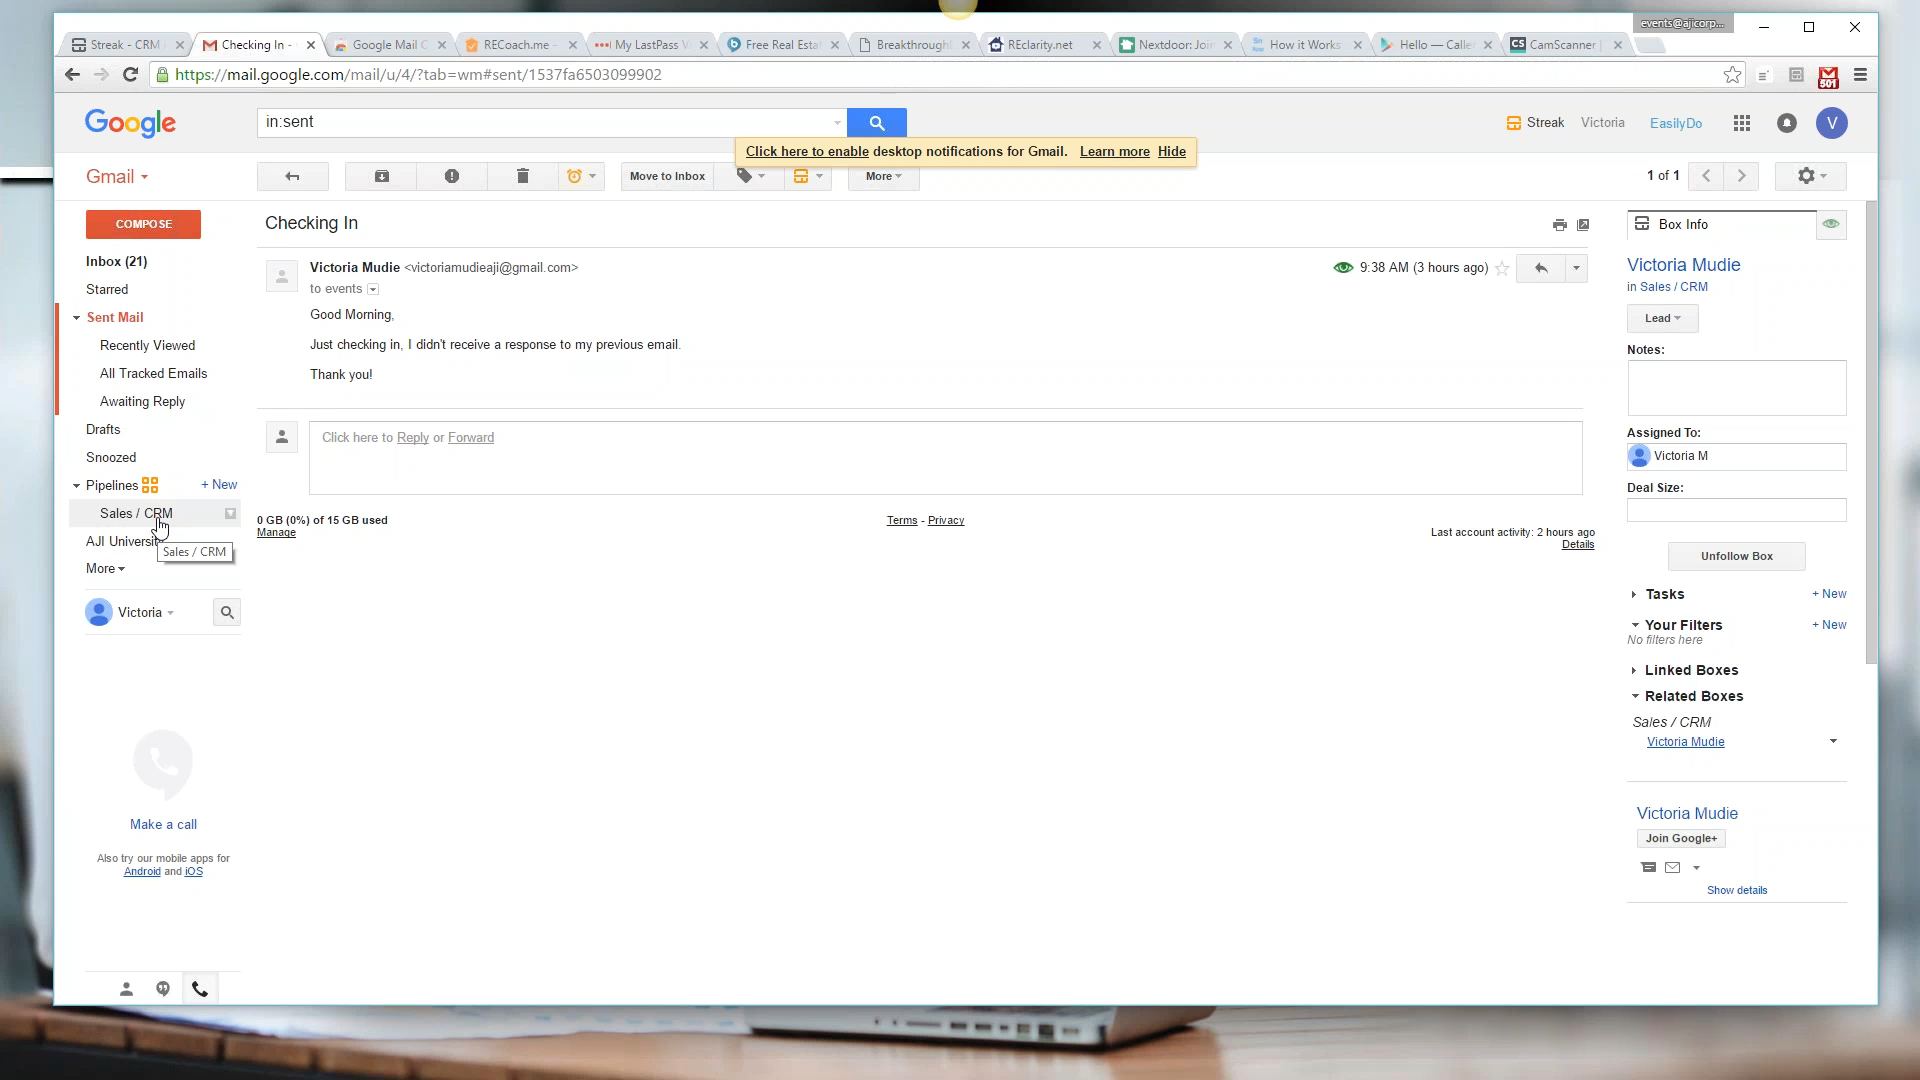 events@ajicorp...
Streak - CRM
Checking In -
Google Mail C
RECoach.me -
My LastPass V
Free Real Esta
Breakthrough
REclarity.net
Nextdoor: Joi
How it Works
Hello — Calle
CS CamScanner |
https://mail.google.com/mail/u/4/?tab=wm#sent/1537fa6503099902
501
Google
in:sent
Streak
Victoria
EasilyDo
V
Click here to enable desktop notifications for Gmail. Learn more Hide
Gmail
Move to Inbox
More
1 of 1
COMPOSE
Inbox (21)
Starred
Sent Mail
Recently Viewed
All Tracked Emails
Awaiting Reply
Drafts
Snoozed
Pipelines
+ New
Sales / CRM
AJI Universit
Sales / CRM
More
Victoria
Make a call
Also try our mobile apps for
Android and iOS
Checking In
Victoria Mudie <victoriamudieaji@gmail.com>
9:38 AM (3 hours ago)
to events
Good Morning,
Just checking in, I didn't receive a response to my previous email.
Thank you!
Click here to Reply or Forward
0 GB (0%) of 15 GB used
Manage
Terms - Privacy
Last account activity: 2 hours ago
Details
Box Info
Victoria Mudie
in Sales / CRM
Lead
Notes:
Assigned To:
Victoria M
Deal Size:
Unfollow Box
Tasks
+ New
Your Filters
+ New
No filters here
Linked Boxes
Related Boxes
Sales / CRM
Victoria Mudie
Victoria Mudie
Join Google+
Show details